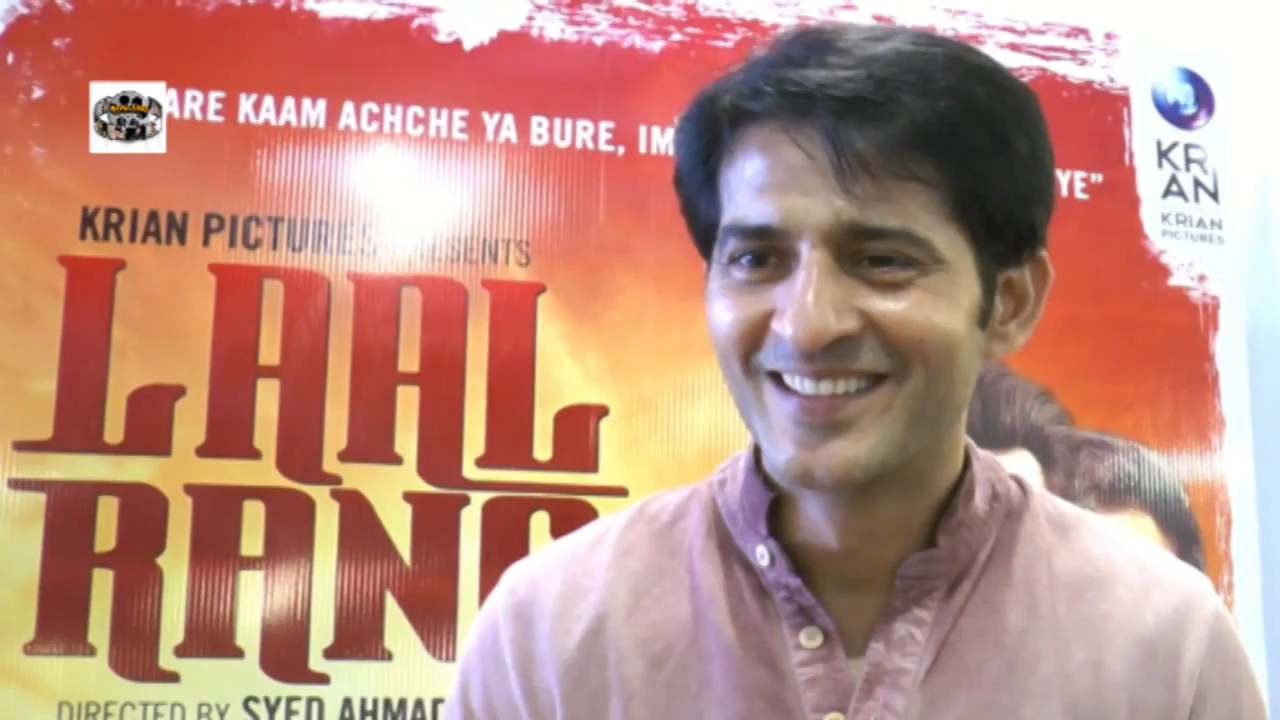 ARE KAAM ACHCHE YA BURE, IM
YE”
KRIAN PICTURES PRESENTS
LAAL
RANG
DIRECTED BY SYED AHMAD
KR
AN
KRIAN
PICTURES